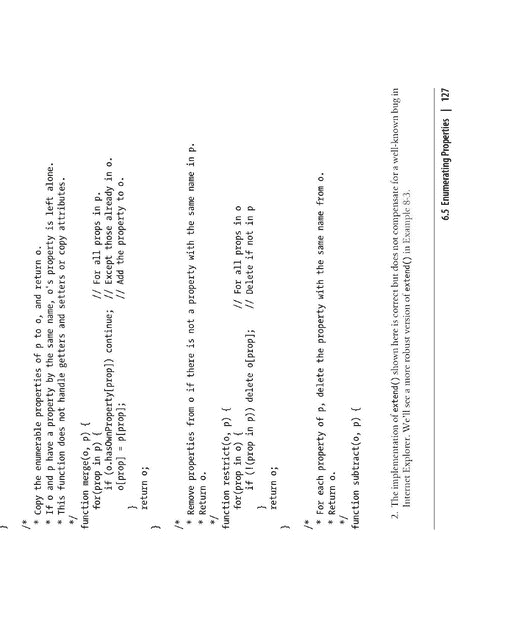 }
/*
 * Copy the enumerable properties of p to o, and return o.
 * If o and p have a property by the same name, o's property is left alone.
 * This function does not handle getters and setters or copy attributes.
 */
function merge(o, p) {
    for(prop in p) {                           // For all props in p.
        if (o.hasOwnProperty[prop]) continue;  // Except those already in o.
        o[prop] = p[prop];                     // Add the property to o.
    }
    return o;
}
/*
 * Remove properties from o if there is not a property with the same name in p.
 * Return o.
 */
function restrict(o, p) {
    for(prop in o) {                         // For all props in o
        if (!(prop in p)) delete o[prop];    // Delete if not in p
    }
    return o;
}
/*
 * For each property of p, delete the property with the same name from o.
 * Return o.
 */
function subtract(o, p) {
2. The implementation of extend() shown here is correct but does not compensate for a well-known bug in
Internet Explorer. We'll see a more robust version of extend() in Example 8-3.
6.5 Enumerating Properties | 127